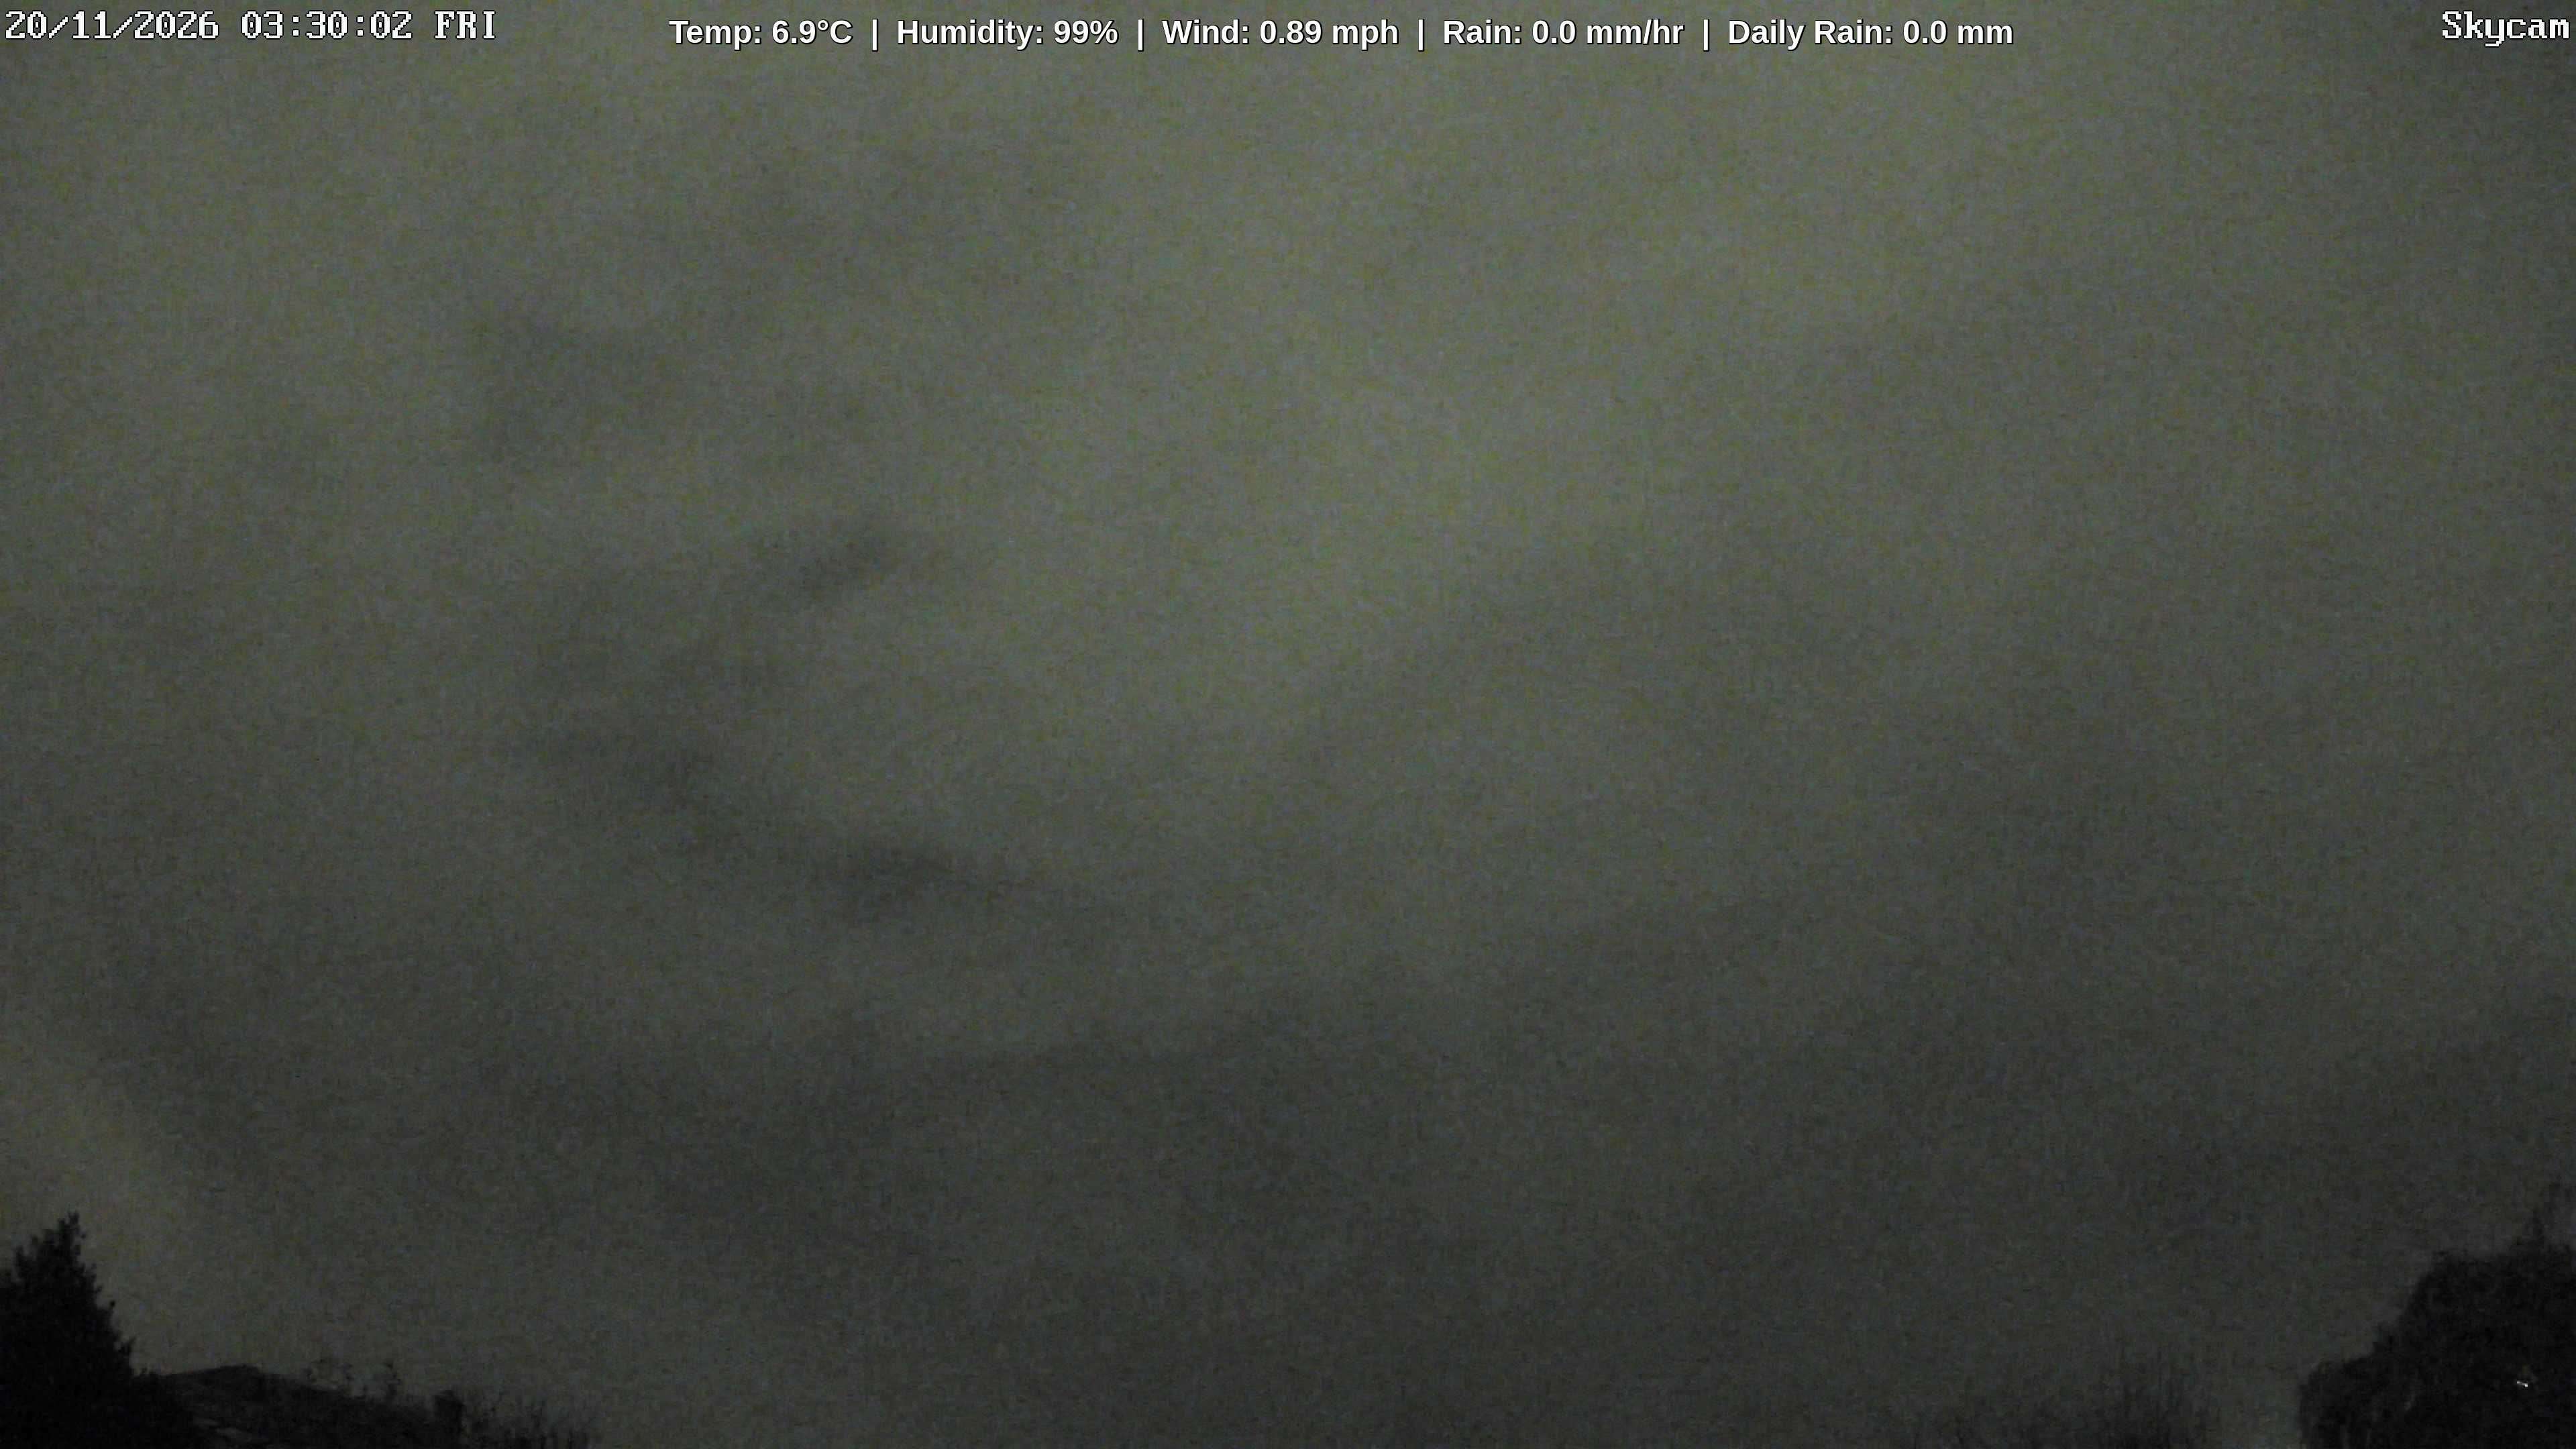 20/11/2026 03:30:02 FRI
Temp: 6.9°C | Humidity: 99% | Wind: 0.89 mph | Rain: 0.0 mm/hr | Daily Rain: 0.0 mm
Skycam